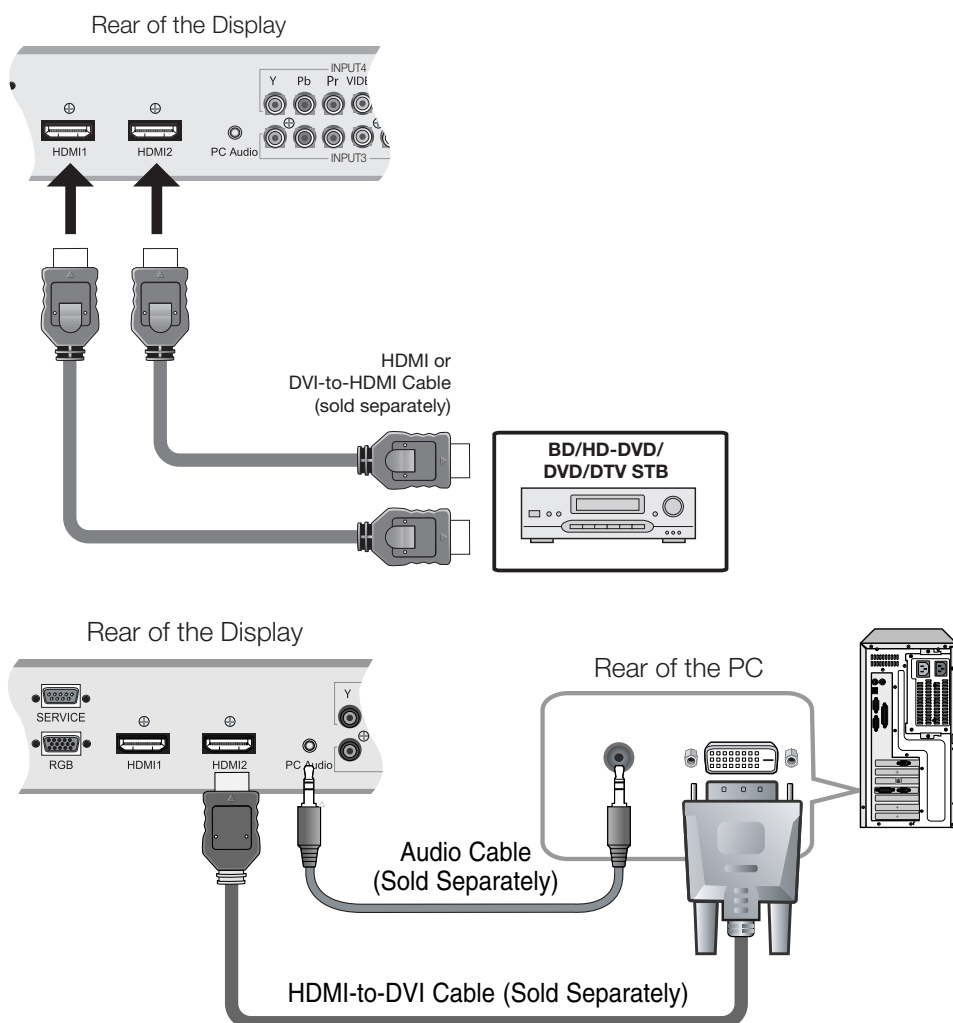 Rear of the Display
INPUT4
Y Pb Pr
HDMI1 HDMI2 PC Audio
INPUT3
HDMI or
DVI-to-HDMI Cable
(sold separately)
BD/HD-DVD/
DVD/DTV STB
Rear of the Display
Rear of the PC
Y
SERVICE
RGB HDMI1 HDMI2 PC Audio
Audio Cable
(Sold Separately)
HDMI-to-DVI Cable (Sold Separately)